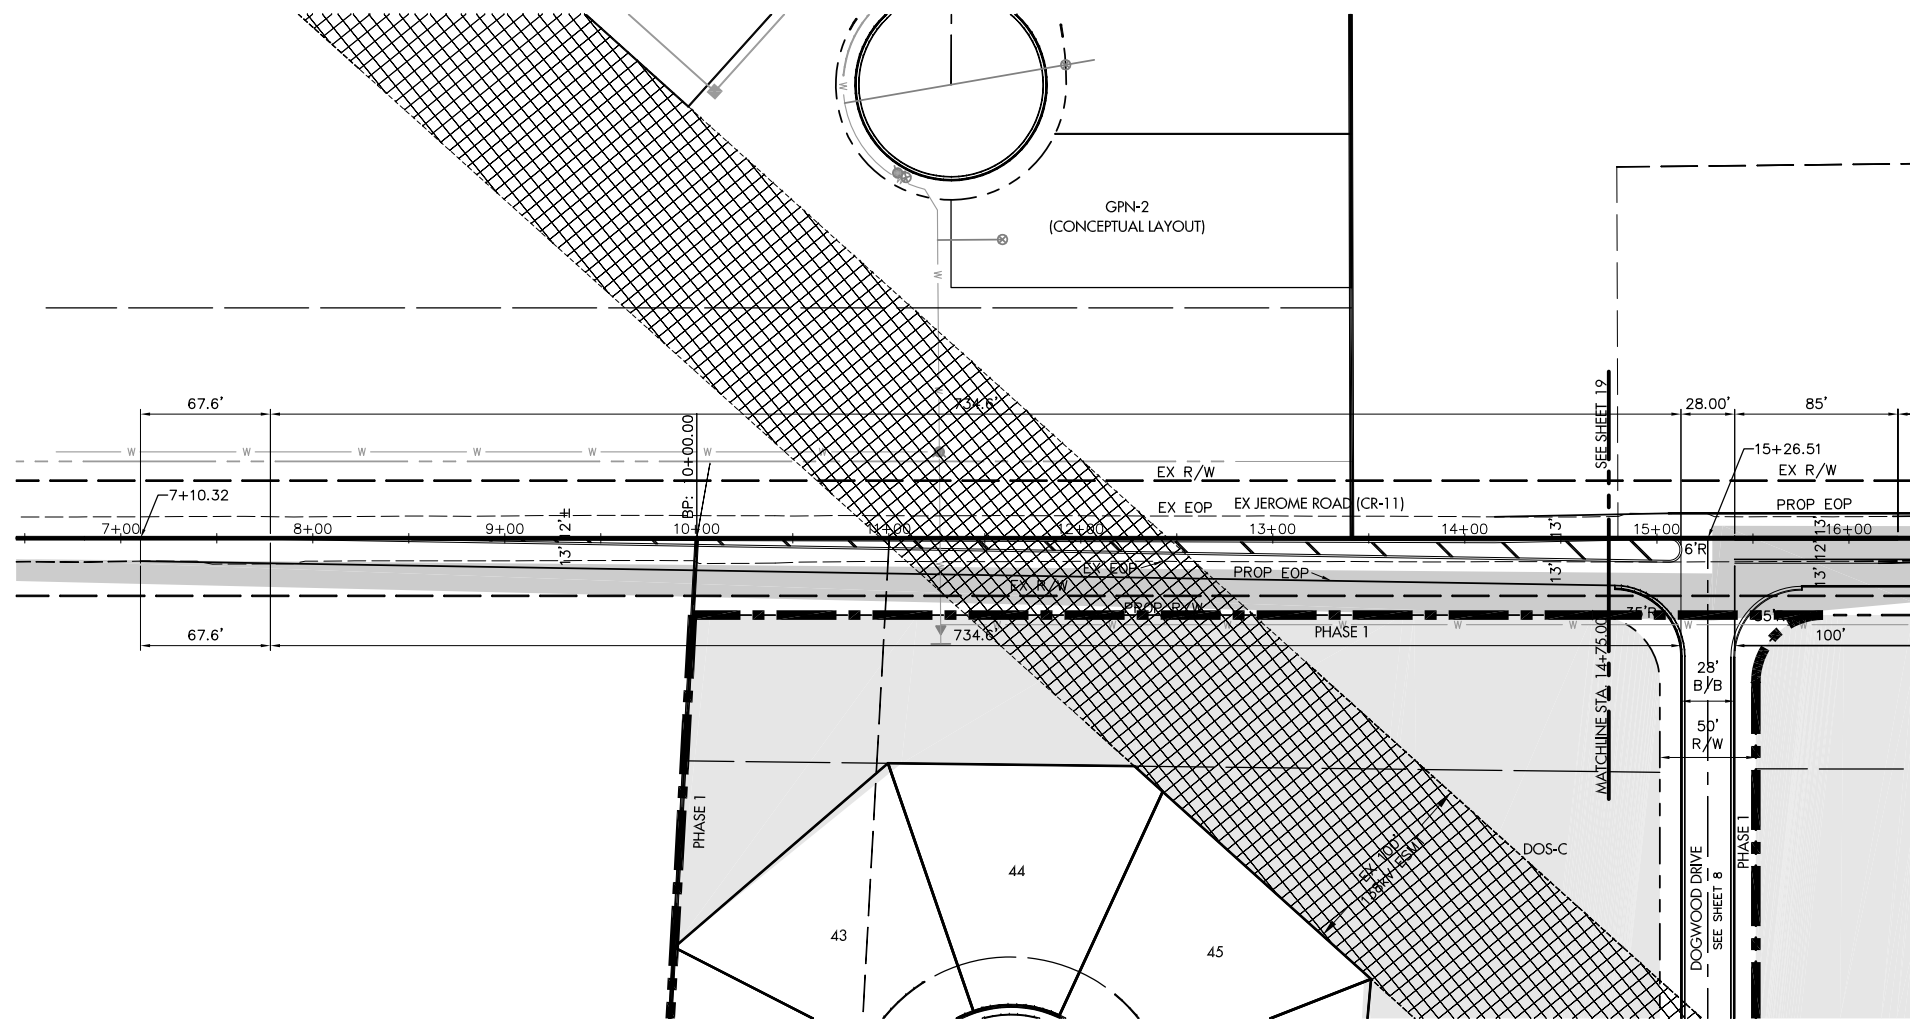 GPN-2
(CONCEPTUAL LAYOUT)
67.6'
734.6'
28.00'
85'
SEE SHEET 19
BP: 10+00.00
W W W W W W W
W
W
EX R/W
15+26.51
EX R/W
7+10.32
EX EOP
EX JEROME ROAD (CR-11)
PROP EOP
7+00
8+00
9+00
10+00
11+00
12+00
13+00
14+00
15+00
16+00
12'±
13'
13'
13'
13'
12'
13'
6'R
EX EOP
PROP EOP
EX R/W
PROP R/W
35'R
35'R
67.6'
734.6'
PHASE 1
100'
W W W W W W
28'
B/B
50'
R/W
MATCHLINE STA. 14+75.00
PHASE 1
PHASE 1
EX 100'
138kV ESMT
DOS-C
DOGWOOD DRIVE
SEE SHEET 8
44
43
45